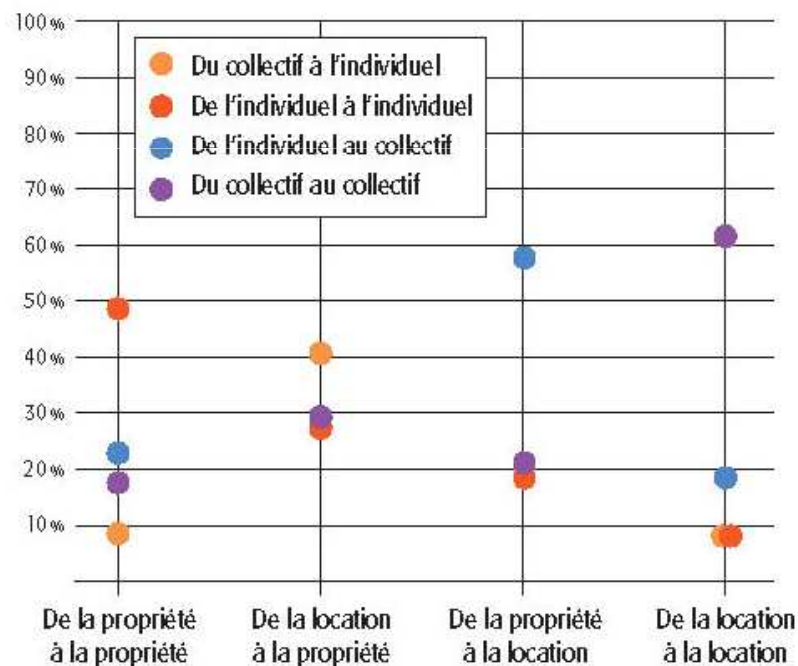 100 %
90 %
80 %
70 %
60 %
50 %
40 %
30 %
20 %
10 %
Du collectif à l'individuel
De l'individuel à l'individuel
De l'individuel au collectif
Du collectif au collectif
De la propriété
à la propriété
De la location
à la propriété
De la propriété
à la location
De la location
à la location